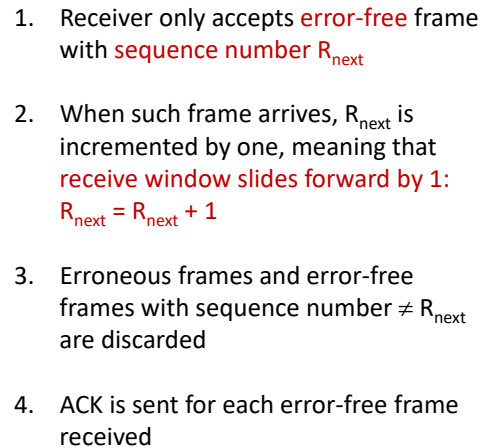 1. Receiver only accepts error-free frame
with sequence number Rnext
2. When such frame arrives, Rnext is
incremented by one, meaning that
receive window slides forward by 1:
Rnext = Rnext + 1
3. Erroneous frames and error-free
frames with sequence number ≠ Rnext
are discarded
4. ACK is sent for each error-free frame
received